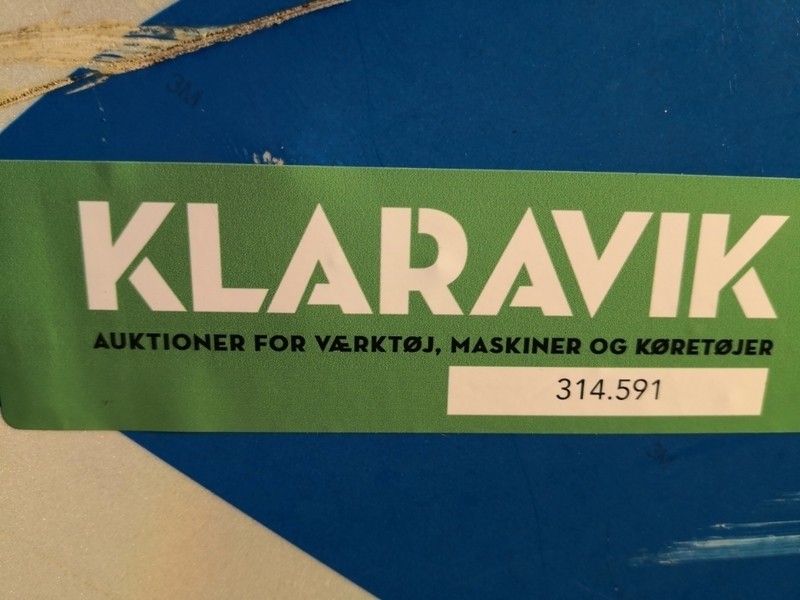 KLARAVIK
AUKTIONER FOR VÆRKTØJ, MASKINER OG KØRETØJER
314.591